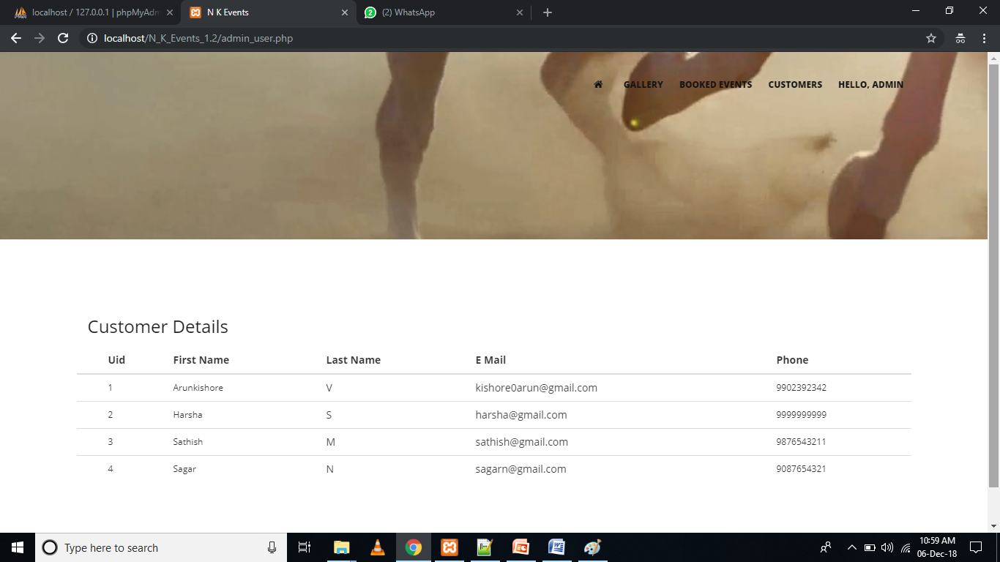 localhost / 127.0.0.1 | phpMyAdm
N K Events
(2) WhatsApp
localhost/N_K_Events_1.2/admin_user.php
GALLERY BOOKED EVENTS CUSTOMERS HELLO, ADMIN
Customer Details
Uid First Name Last Name E Mail Phone
1 Arunkishore V kishore0arun@gmail.com 9902392342
2 Harsha S harsha@gmail.com 9999999999
3 Sathish M sathish@gmail.com 9876543211
4 Sagar N sagarn@gmail.com 9087654321
Type here to search
10:59 AM
06-Dec-18